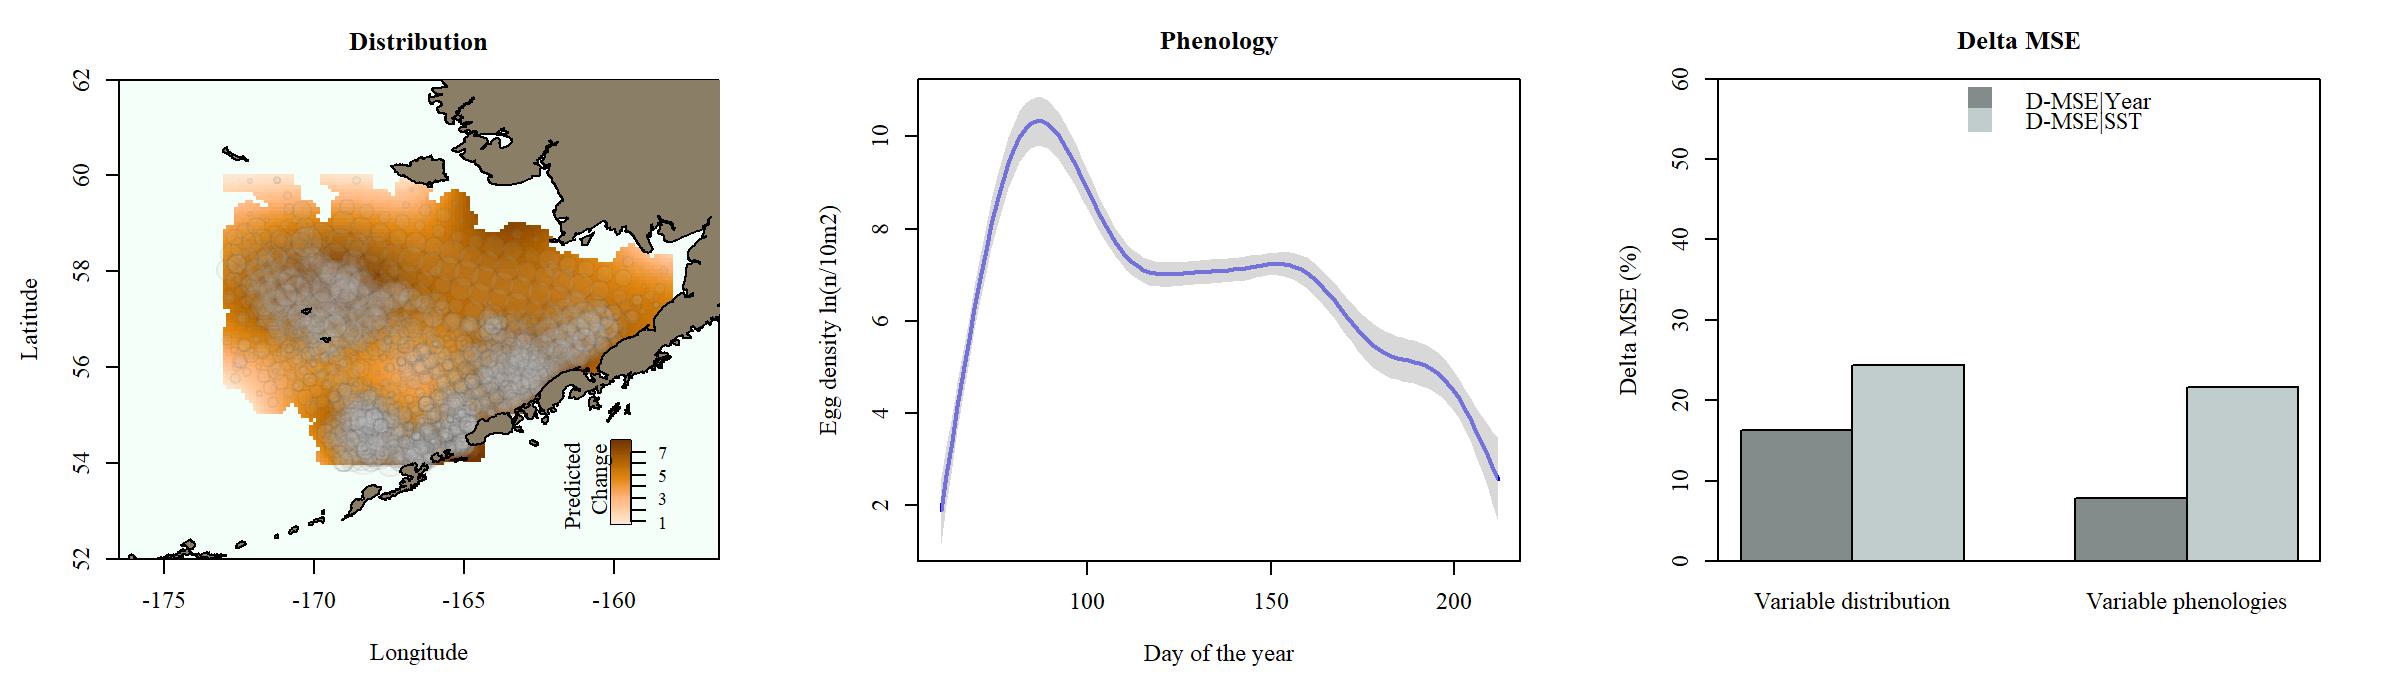 Distribution
62
60
58
56
54
52
Latitude
-175
-170
-165
-160
Longitude
Predicted
Change
7
5
3
1
Phenology
10
8
6
4
2
Egg density ln(n/10m2)
100
150
200
Day of the year
Delta MSE
60
50
40
30
20
10
0
Delta MSE (%)
D-MSE|Year
D-MSE|SST
Variable distribution
Variable phenologies